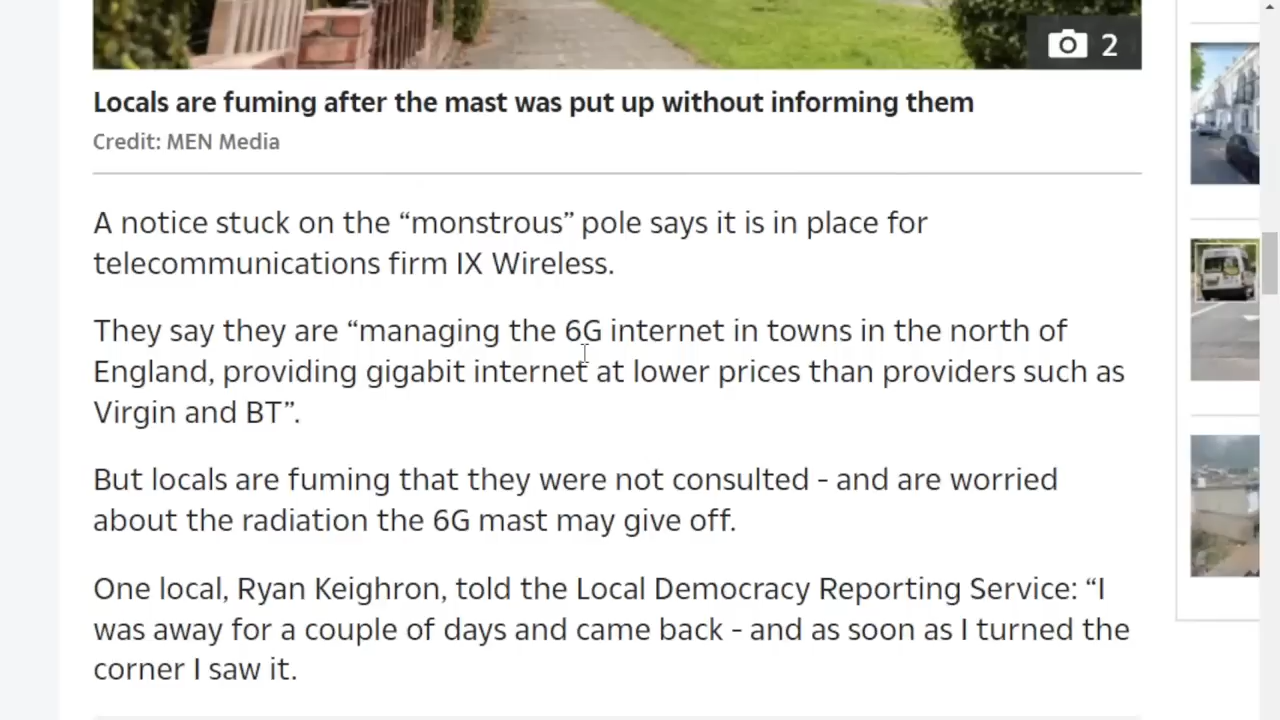 2
Locals are fuming after the mast was put up without informing them
Credit: MEN Media
A notice stuck on the “monstrous” pole says it is in place for
telecommunications firm IX Wireless.
They say they are “managing the 6G internet in towns in the north of
England, providing gigabit internet at lower prices than providers such as
Virgin and BT”.
But locals are fuming that they were not consulted - and are worried
about the radiation the 6G mast may give off.
One local, Ryan Keighron, told the Local Democracy Reporting Service: “I
was away for a couple of days and came back - and as soon as I turned the
corner I saw it.